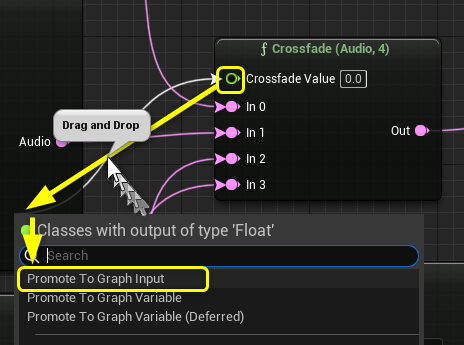 ƒ Crossfade (Audio, 4)
Crossfade Value 0.0
In 0
Drag and Drop
Audio
In 1
Out
In 2
In 3
Classes with output of type 'Float'
Search
Promote To Graph Input
Promote To Graph Variable
Promote To Graph Variable (Deferred)